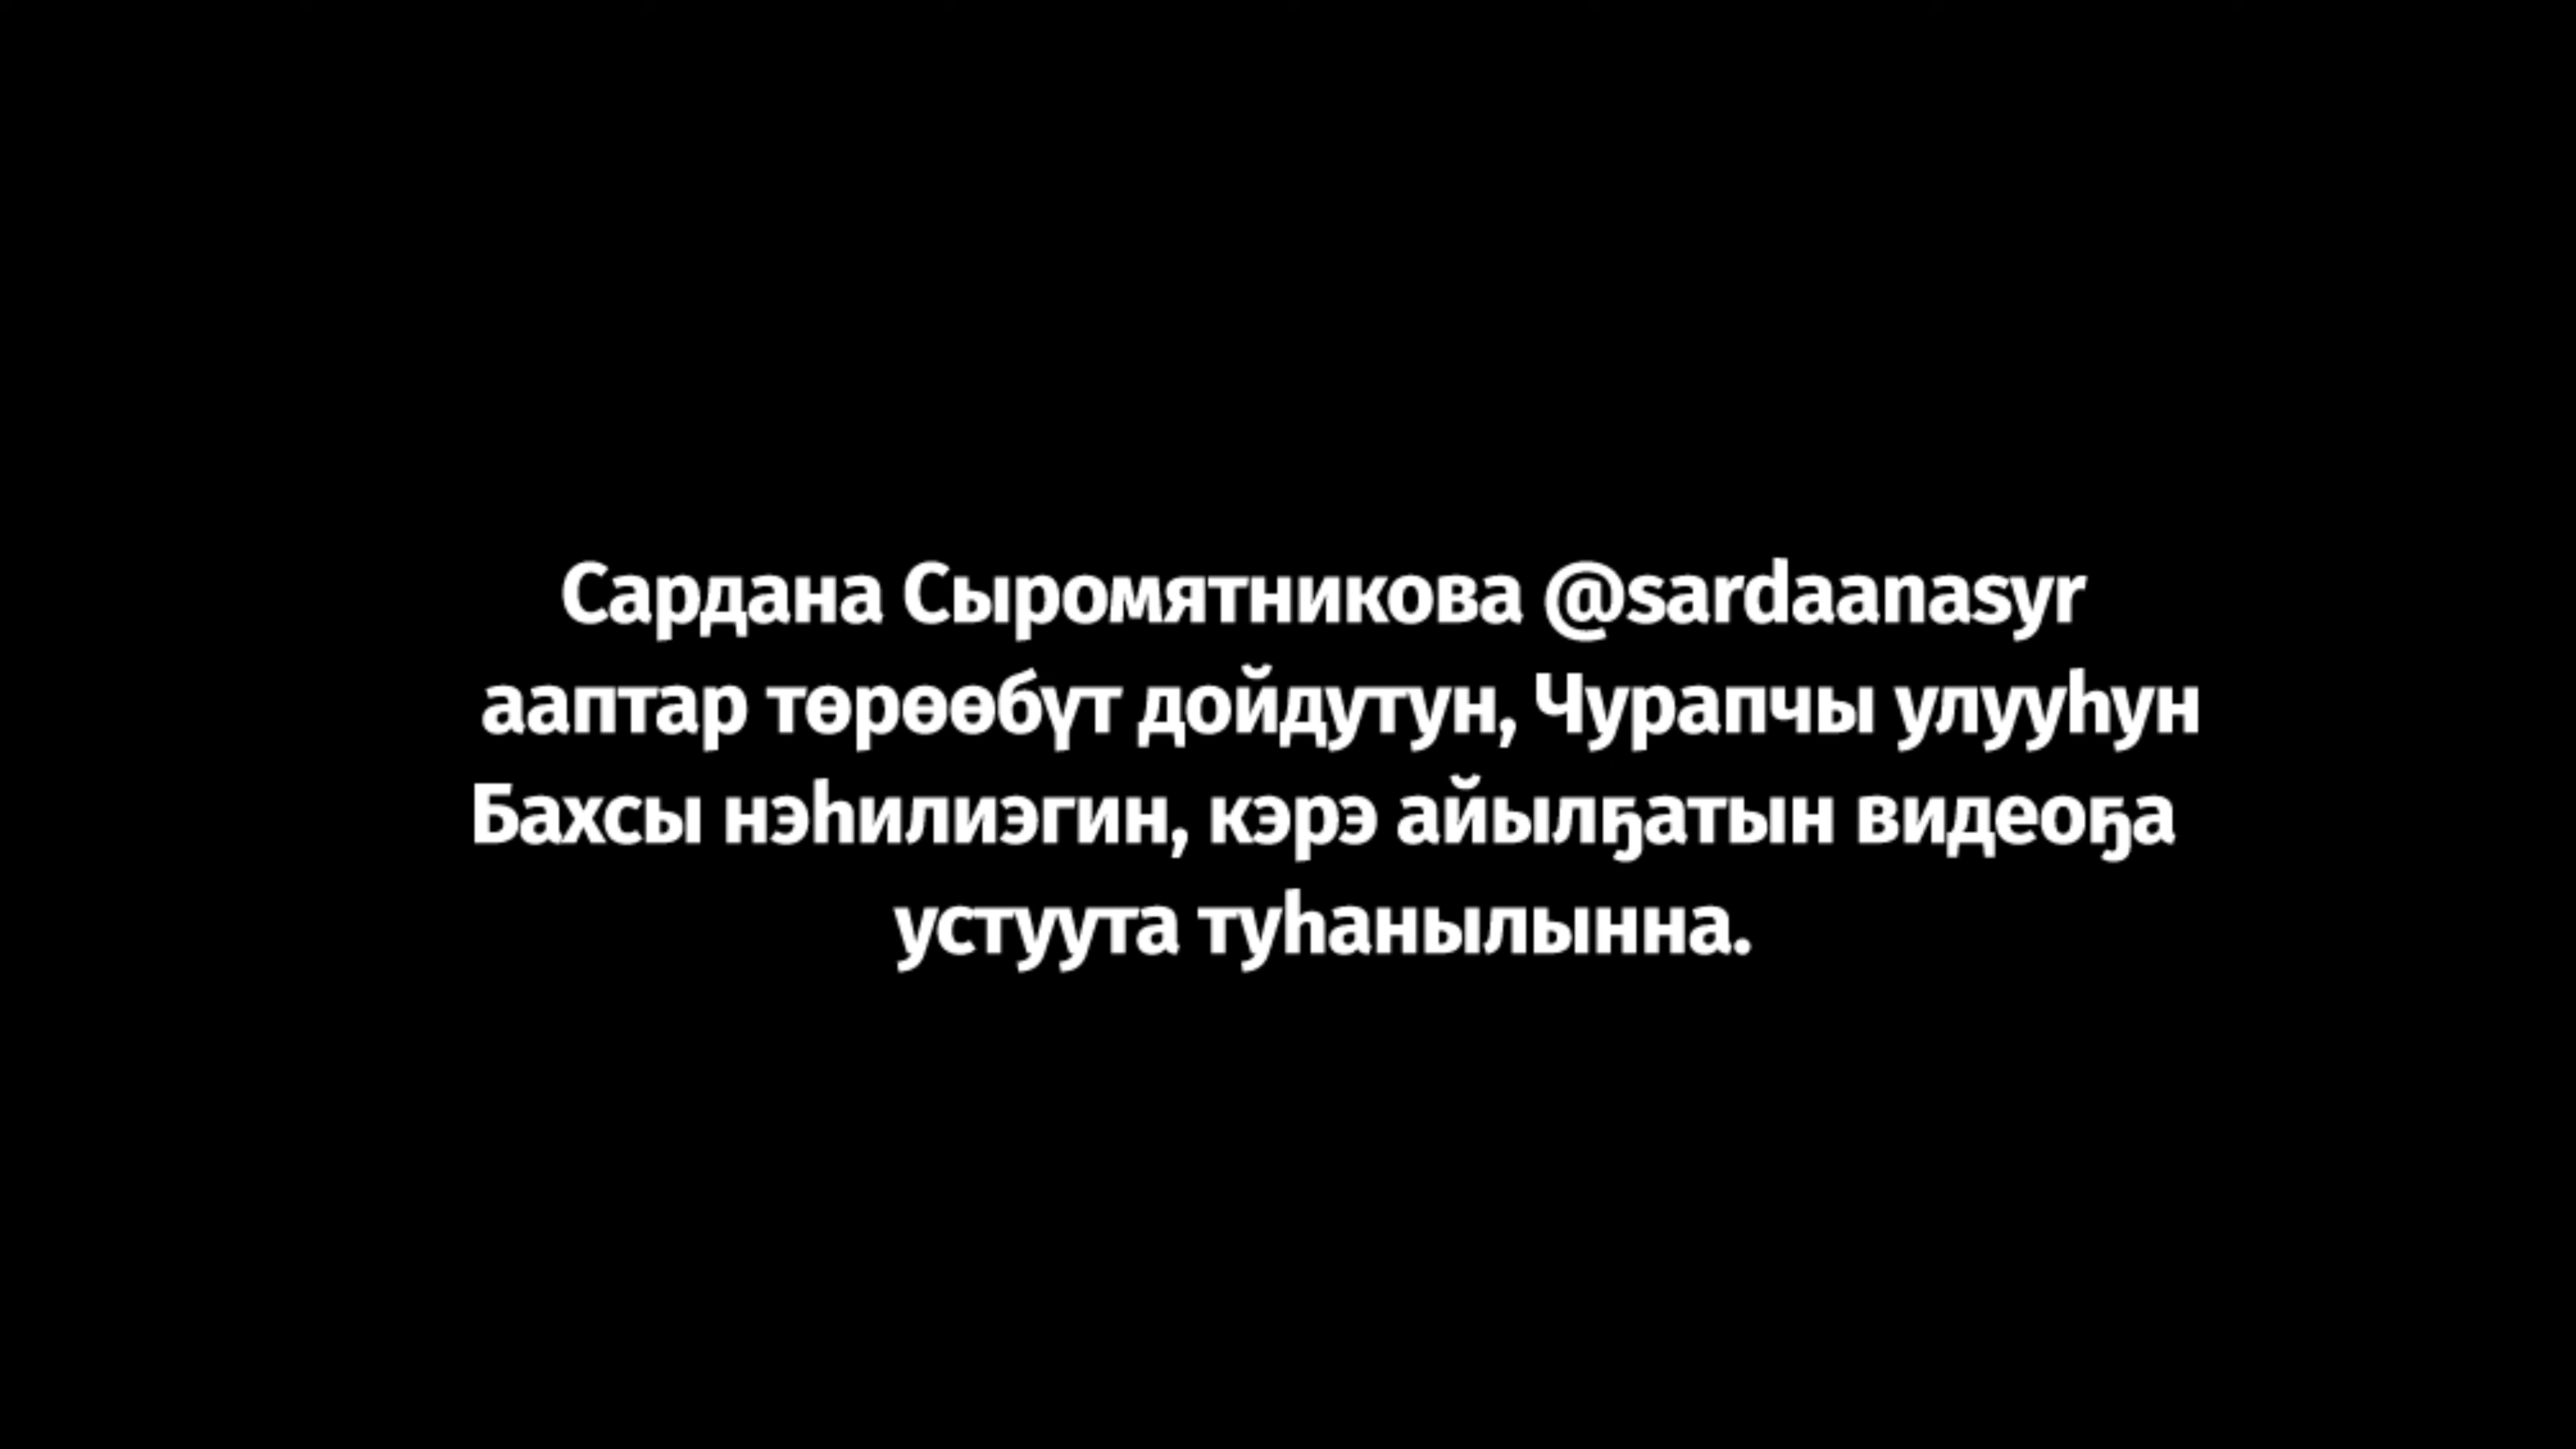 Сардана Сыромятникова @sardaanasyr
ааптар төрөөбүт дойдутун, Чурапчы улууһун
Бахсы нэһилиэгин, кэрэ айылҕатын видеоҕа
устуута туһанылынна.